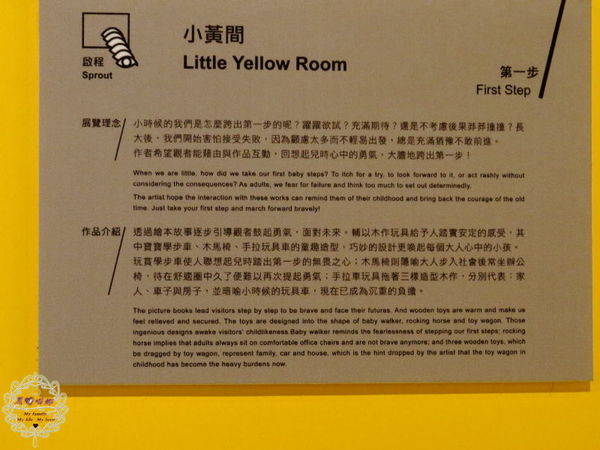 啟程
Sprout
小黃間
Little Yellow Room
第一步
First Step
展覽理念
小時候的我們是怎麼跨出第一步的呢？躍躍欲試？充滿期待？還是不考慮後果莽莽撞撞？長
大後，我們開始害怕接受失敗，因為顧慮太多而不輕易出發，總是充滿猶豫不敢前進。
作者希望觀者能藉由與作品互動，回想起兒時心中的勇氣，大膽地跨出第一步！
When we are little, how did we take our first baby steps? To itch for a try, to look forward to it, or act rashly without
considering the consequences? As adults, we fear for failure and think too much to set out determinedly.
The artist hope the interaction with these works can remind them of their childhood and bring back the courage of the old
time. Just take your first step and march forward bravely!
作品介紹
透過繪本故事逐步引導觀者鼓起勇氣，面對未來。輔以木作玩具給予人踏實安定的感受，其
中寶寶學步車、木馬椅、手拉玩具車的童趣造型，巧妙的設計更喚起每個大人心中的小孩。
玩賞學步車使人聯想起兒時踏出第一步的無畏之心；木馬椅則隱喻大人步入社會後常坐辦公
椅，待在舒適圈中久了便難以再次提起勇氣；手拉車玩具拖著三樣造型木作，分別代表：家
人、車子與房子，並暗喻小時候的玩具車，現在已成為沉重的負擔。
The picture books lead visitors step by step to be brave and face their futures. And wooden toys are warm and make us
feel relieved and secured. The toys are designed into the shape of baby walker, rocking horse and toy wagon. Those
ingenious designs awake visitors' childlikeness.Baby walker reminds the fearlessness of stepping our first steps; rocking
horse implies that adults always sit on comfortable office chairs and are not brave anymore; and three wooden toys, which
be dragged by toy wagon, represent family, car and house, which is the hint dropped by the artist that the toy wagon in
childhood has become the heavy burdens now.
My family
My life My love